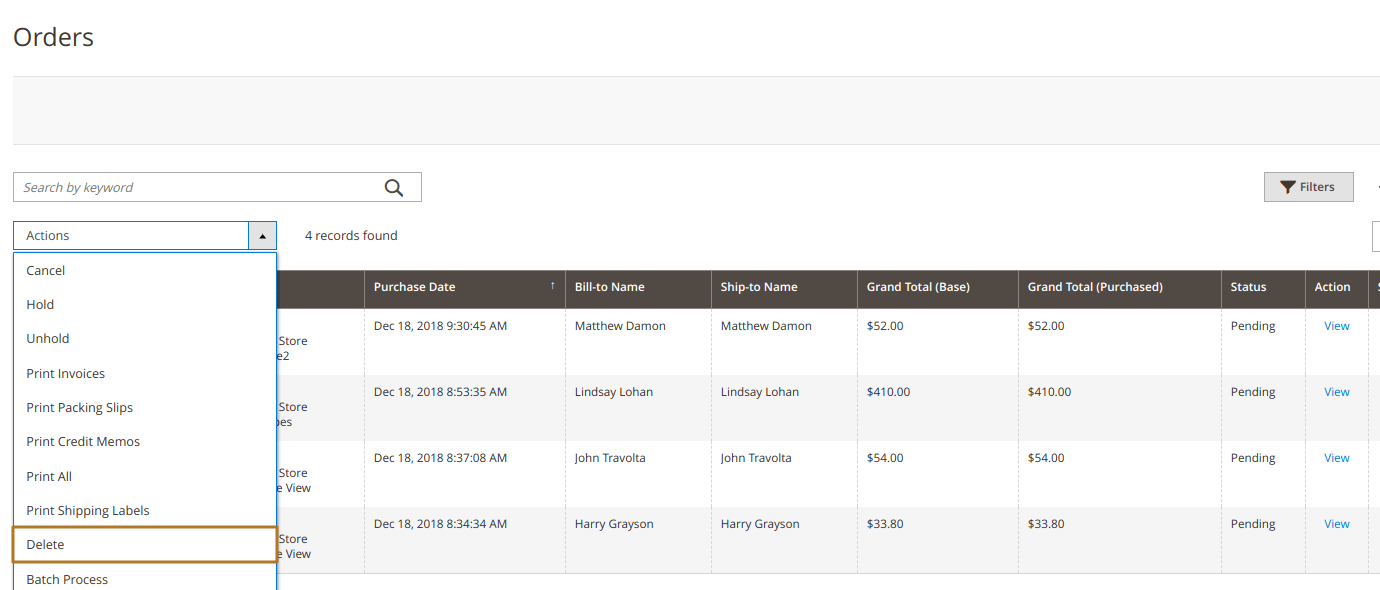 Orders
Search by keyword
Filters
Actions
4 records found
Cancel
Hold
Unhold
Print Invoices
Print Packing Slips
Print Credit Memos
Print All
Print Shipping Labels
Delete
Batch Process
Purchase Date ↑ Bill-to Name Ship-to Name Grand Total (Base) Grand Total (Purchased) Status Action
Dec 18, 2018 9:30:45 AM Matthew Damon Matthew Damon $52.00 $52.00 Pending View
Store
e2
Dec 18, 2018 8:53:35 AM Lindsay Lohan Lindsay Lohan $410.00 $410.00 Pending View
Store
Dec 18, 2018 8:37:08 AM John Travolta John Travolta $54.00 $54.00 Pending View
Store
e View
Dec 18, 2018 8:34:34 AM Harry Grayson Harry Grayson $33.80 $33.80 Pending View
Store
e View